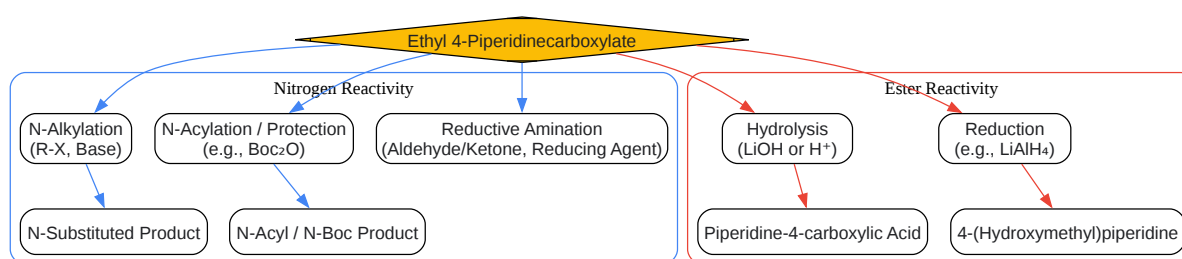 Ethyl 4-Piperidinecarboxylate
Nitrogen Reactivity
Ester Reactivity
N-Alkylation
(R-X, Base)
N-Acylation / Protection
(e.g., Boc₂O)
Reductive Amination
(Aldehyde/Ketone, Reducing Agent)
Hydrolysis
(LiOH or H⁺)
Reduction
(e.g., LiAlH₄)
N-Substituted Product
N-Acyl / N-Boc Product
Piperidine-4-carboxylic Acid
4-(Hydroxymethyl)piperidine